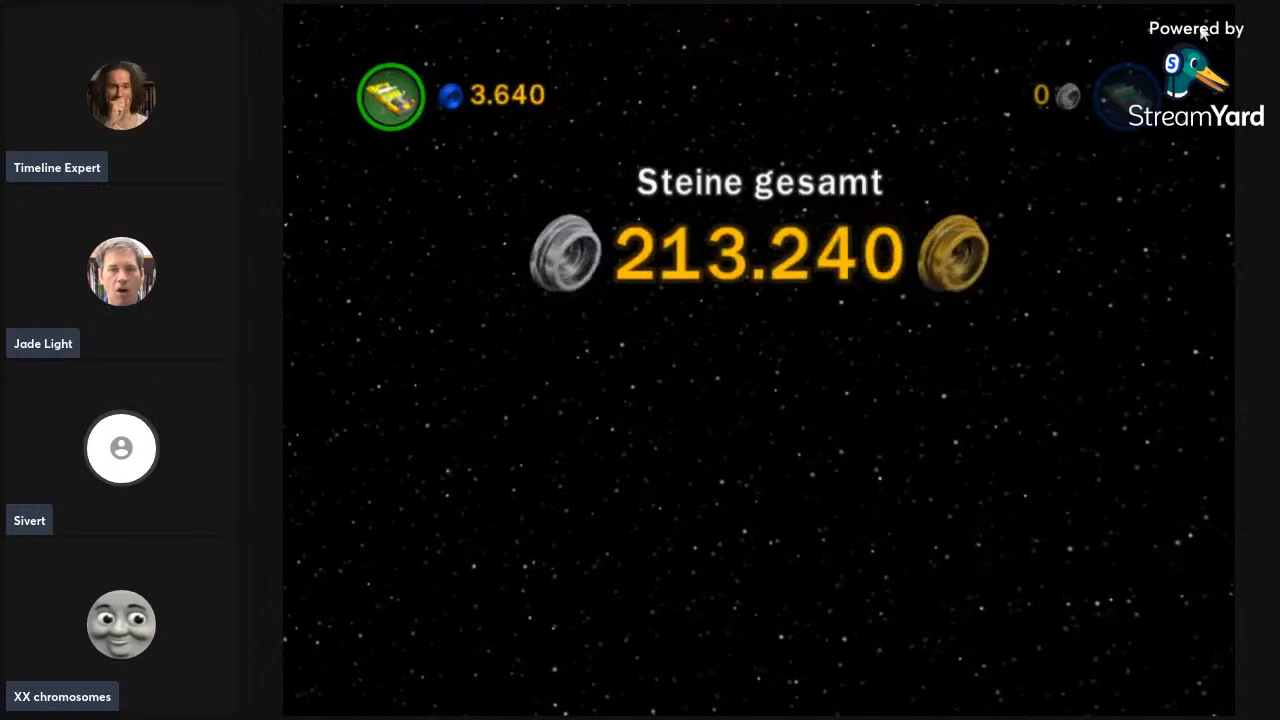 Powered by
StreamYard
3.640
0
Steine gesamt
213.240
Timeline Expert
Jade Light
Sivert
XX chromosomes
S